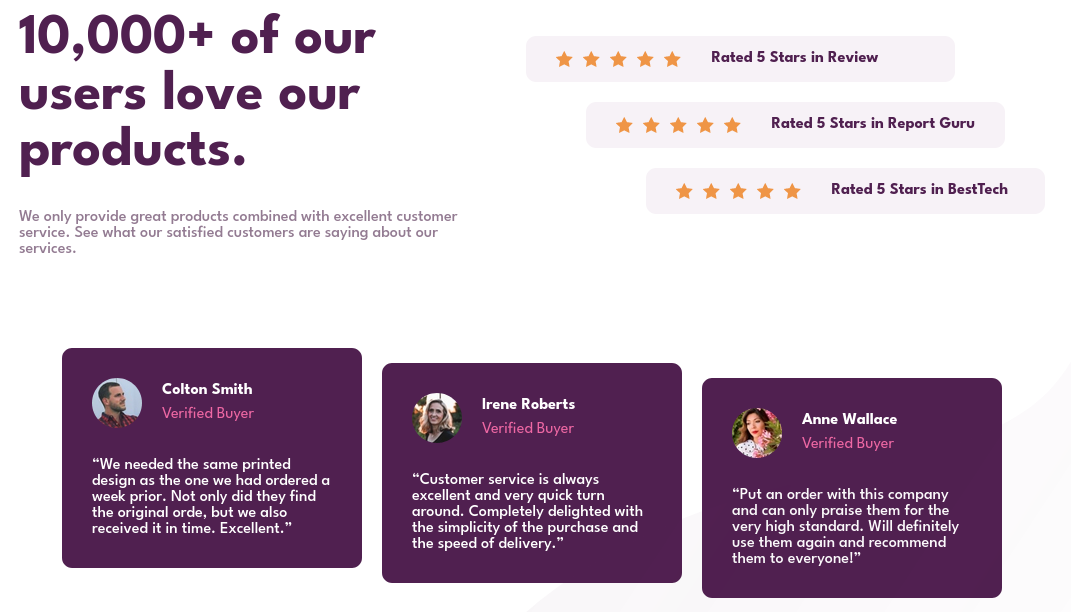 10,000+ of our
users love our
products.
We only provide great products combined with excellent customer
service. See what our satisfied customers are saying about our
services.
Rated 5 Stars in Review
Rated 5 Stars in Report Guru
Rated 5 Stars in BestTech
Colton Smith
Verified Buyer
“We needed the same printed
design as the one we had ordered a
week prior. Not only did they find
the original orde, but we also
received it in time. Excellent.”
Irene Roberts
Verified Buyer
“Customer service is always
excellent and very quick turn
around. Completely delighted with
the simplicity of the purchase and
the speed of delivery.”
Anne Wallace
Verified Buyer
“Put an order with this company
and can only praise them for the
very high standard. Will definitely
use them again and recommend
them to everyone!”